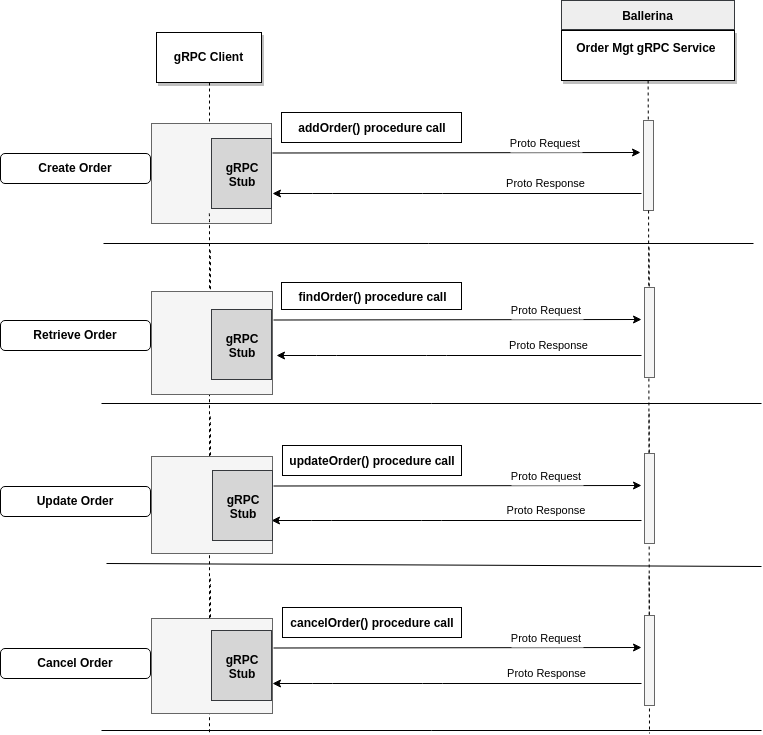 Ballerina
gRPC Client
Order Mgt gRPC Service
addOrder() procedure call
Proto Request
Create Order
gRPC
Stub
Proto Response
findOrder() procedure call
Proto Request
Retrieve Order
gRPC
Stub
Proto Response
updateOrder() procedure call
Proto Request
Update Order
gRPC
Stub
Proto Response
cancelOrder() procedure call
Proto Request
Cancel Order
gRPC
Stub
Proto Response